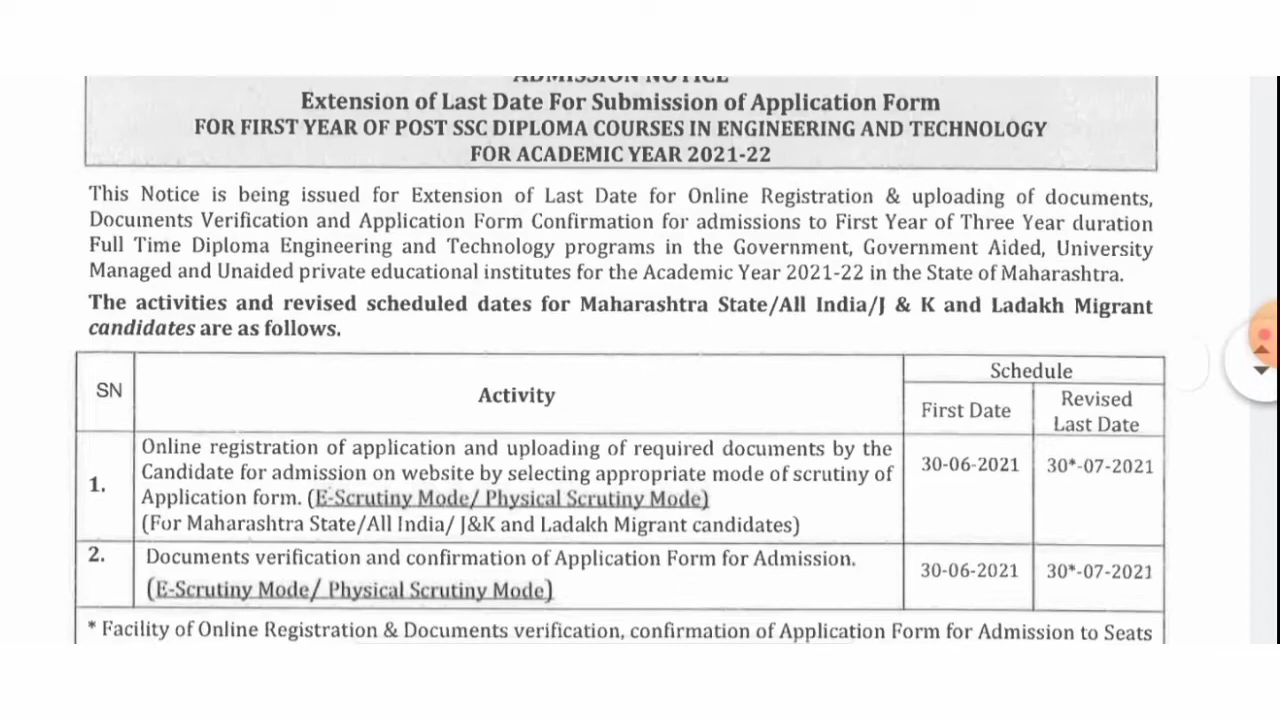 ADMISSION NOTICE
Extension of Last Date For Submission of Application Form
FOR FIRST YEAR OF POST SSC DIPLOMA COURSES IN ENGINEERING AND TECHNOLOGY
FOR ACADEMIC YEAR 2021-22
This Notice is being issued for Extension of Last Date for Online Registration & uploading of documents,
Documents Verification and Application Form Confirmation for admissions to First Year of Three Year duration
Full Time Diploma Engineering and Technology programs in the Government, Government Aided, University
Managed and Unaided private educational institutes for the Academic Year 2021-22 in the State of Maharashtra.
The activities and revised scheduled dates for Maharashtra State/All India/J & K and Ladakh Migrant
candidates are as follows.
SN
Activity
Schedule
First Date
Revised
Last Date
1.
Online registration of application and uploading of required documents by the
Candidate for admission on website by selecting appropriate mode of scrutiny of
Application form. (E-Scrutiny Mode/ Physical Scrutiny Mode)
(For Maharashtra State/All India/ J&K and Ladakh Migrant candidates)
30-06-2021
30*-07-2021
2.
Documents verification and confirmation of Application Form for Admission.
(E-Scrutiny Mode/ Physical Scrutiny Mode)
30-06-2021
30*-07-2021
* Facility of Online Registration & Documents verification, confirmation of Application Form for Admission to Seats